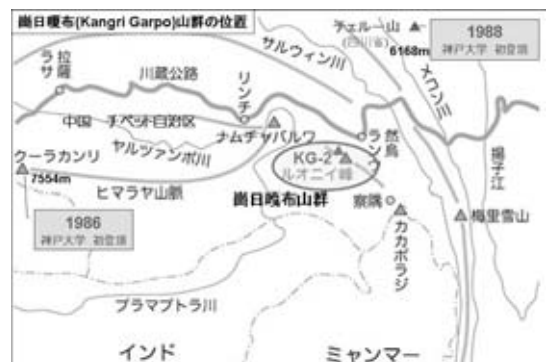 崗日嘎布(Kangri Garpo)山群の位置
チェルー山
(四川省)
6168m
1988
神戸大学 初登頂
サルウィン川
メコン川
揚子江
拉薩
ラサ
川蔵公路
リンチ
中国 チベット自治区
ナムチャバルワ
ヤルツァンポ川
然烏
ランウ
KG-2
ルオニイ峰
クーラカンリ
7554m
ヒマラヤ山脈
崗日嘎布山群
察隅
カカボラジ
梅里雪山
1986
神戸大学 初登頂
ブラマプトラ川
インド
ミャンマー